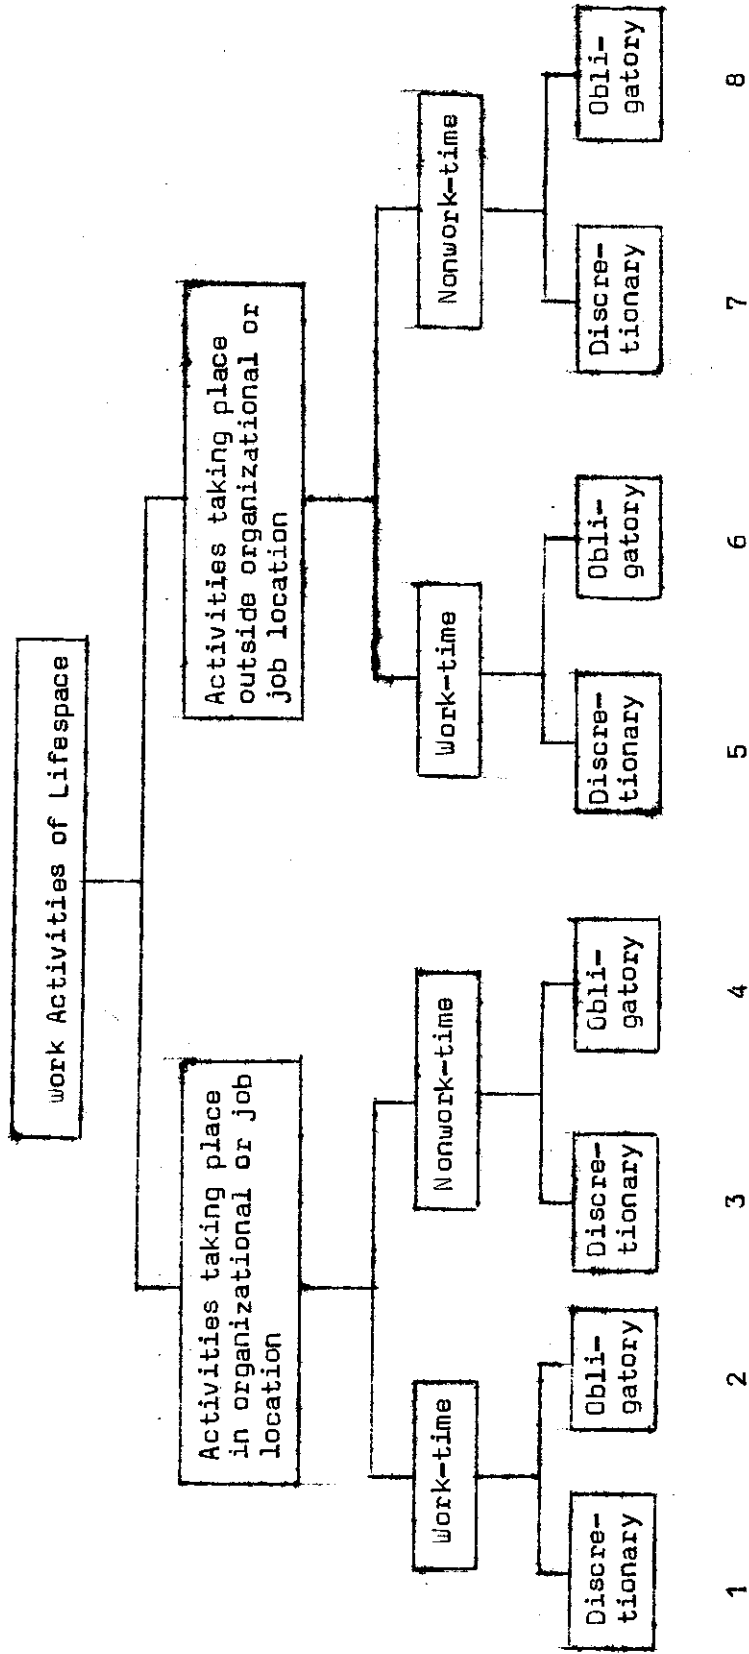 Work Activities of Lifespace
Activities taking place
in organizational or job
location
Activities taking place
outside organizational or
job location
Work-time
Nonwork-time
Work-time
Nonwork-time
Discre-
tionary
Obli-
gatory
Discre-
tionary
Obli-
gatory
Discre-
tionary
Obli-
gatory
Discre-
tionary
Obli-
gatory
1
2
3
4
5
6
7
8